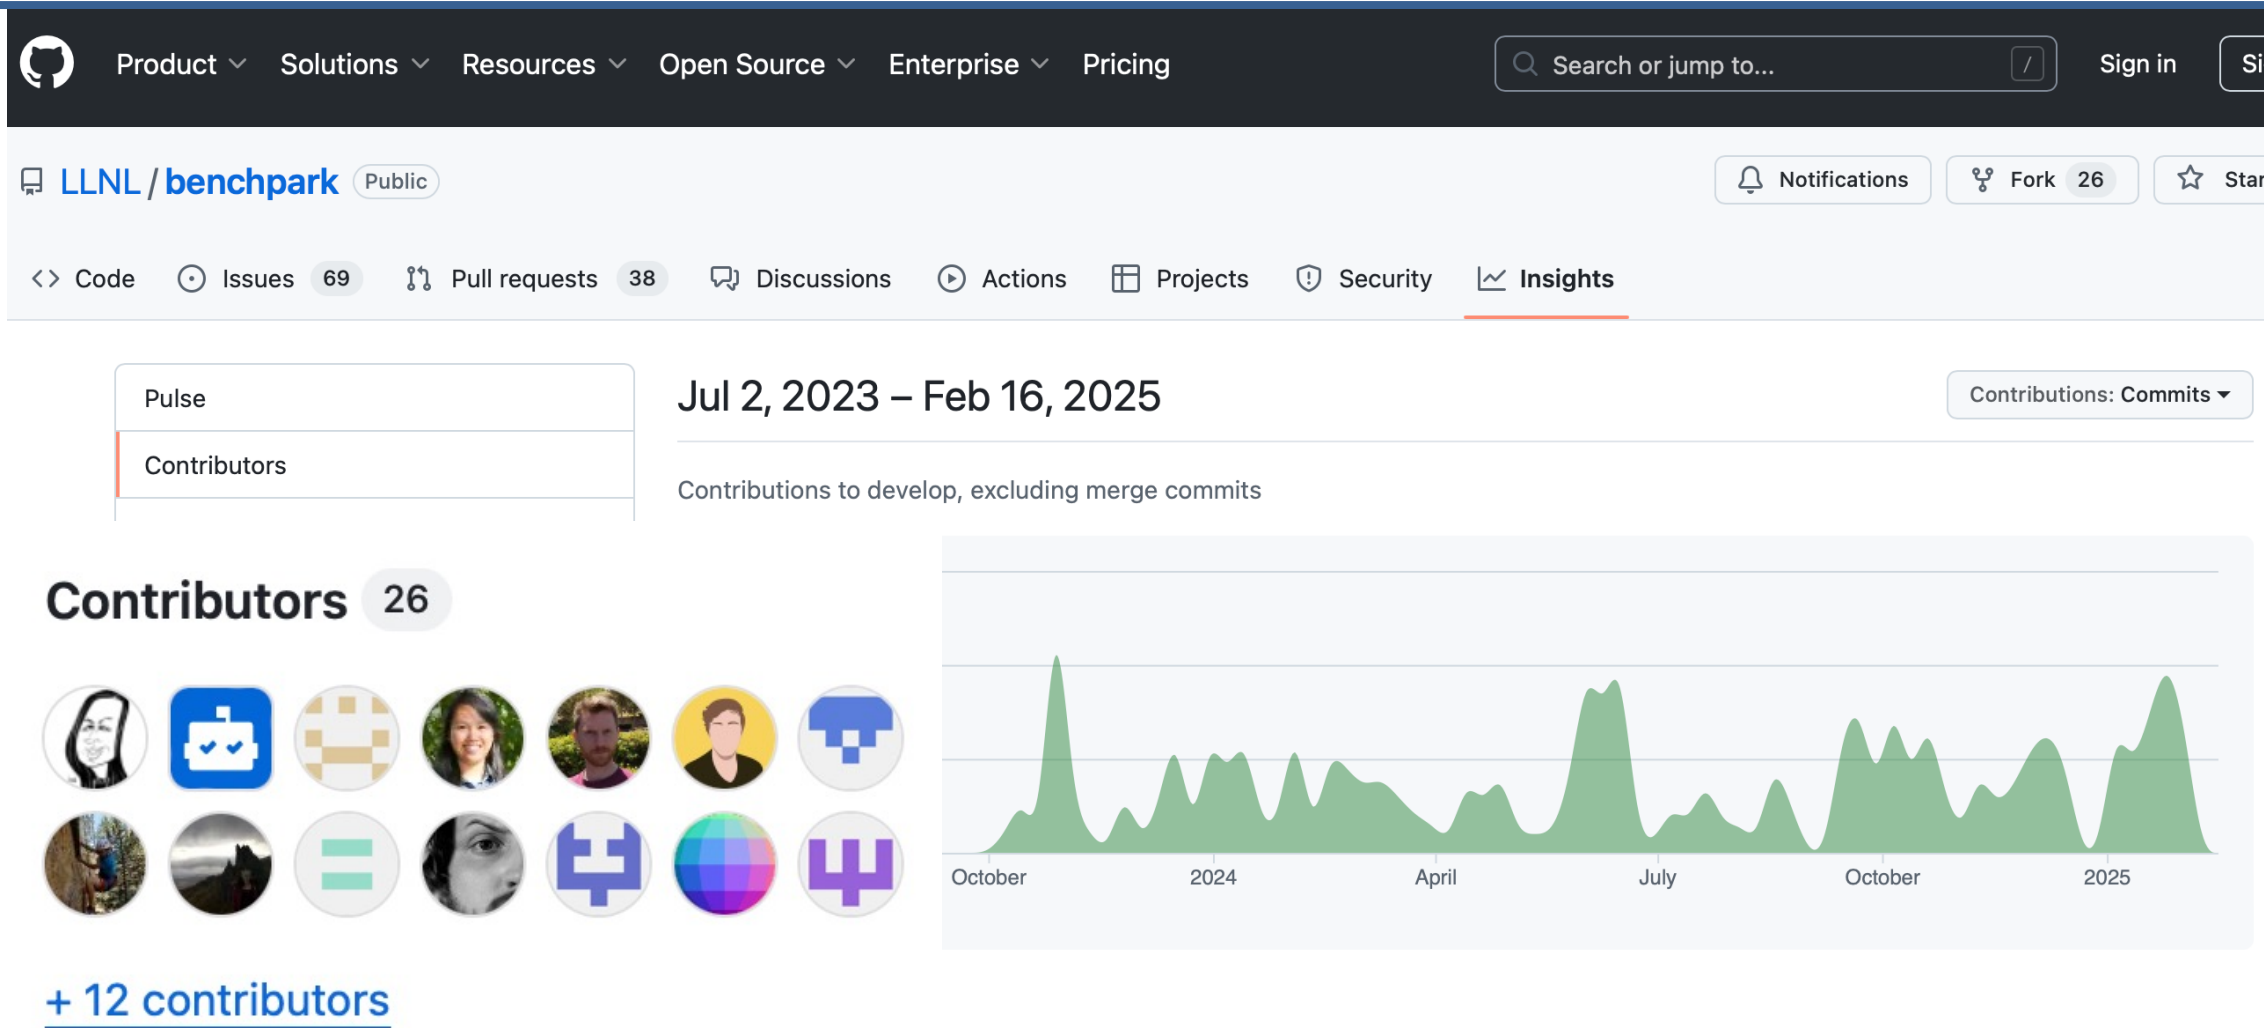 Product Solutions Resources Open Source Enterprise Pricing Search or jump to... / Sign in Si
LLNL / benchpark Public Notifications Fork 26 Star
Code Issues 69 Pull requests 38 Discussions Actions Projects Security Insights
Pulse
Contributors
Jul 2, 2023 – Feb 16, 2025
Contributions: Commits
Contributions to develop, excluding merge commits
Contributors 26
+ 12 contributors
October 2024 April July October 2025